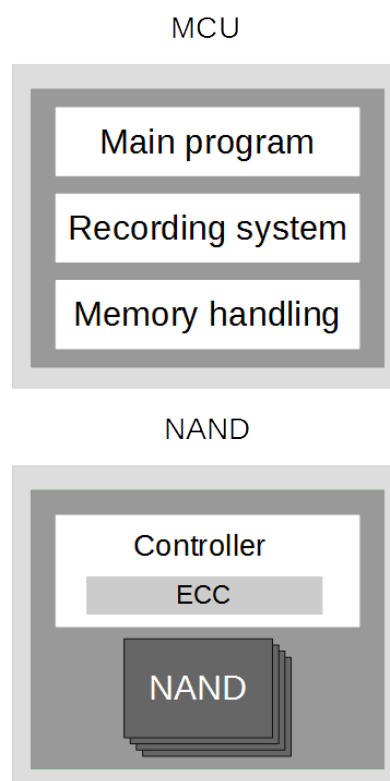 MCU
Main program
Recording system
Memory handling
NAND
Controller
ECC
NAND